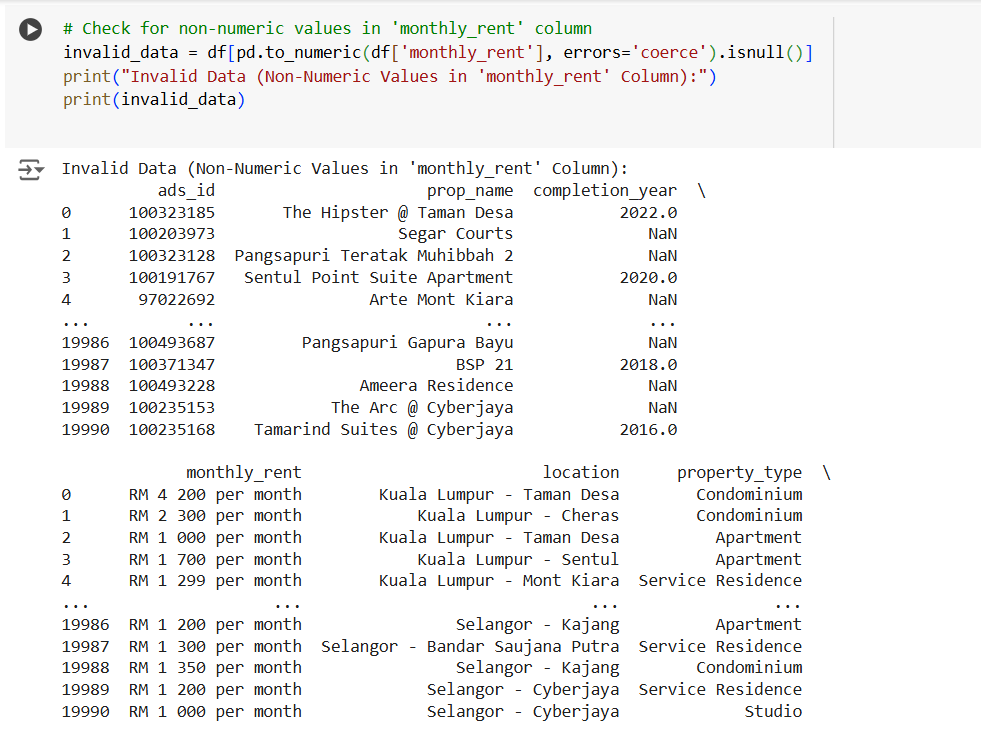 # Check for non-numeric values in 'monthly_rent' column
invalid_data = df[pd.to_numeric(df['monthly_rent'], errors='coerce').isnull()]
print("Invalid Data (Non-Numeric Values in 'monthly_rent' Column):")
print(invalid_data)
Invalid Data (Non-Numeric Values in 'monthly_rent' Column):
ads_id prop_name completion_year \
0 100323185 The Hipster @ Taman Desa 2022.0
1 100203973 Segar Courts NaN
2 100323128 Pangsapuri Teratak Muhibbah 2 NaN
3 100191767 Sentul Point Suite Apartment 2020.0
4 97022692 Arte Mont Kiara NaN
... ... ... ...
19986 100493687 Pangsapuri Gapura Bayu NaN
19987 100371347 BSP 21 2018.0
19988 100493228 Ameera Residence NaN
19989 100235153 The Arc @ Cyberjaya NaN
19990 100235168 Tamarind Suites @ Cyberjaya 2016.0
monthly_rent location property_type \
0 RM 4 200 per month Kuala Lumpur - Taman Desa Condominium
1 RM 2 300 per month Kuala Lumpur - Cheras Condominium
2 RM 1 000 per month Kuala Lumpur - Taman Desa Apartment
3 RM 1 700 per month Kuala Lumpur - Sentul Apartment
4 RM 1 299 per month Kuala Lumpur - Mont Kiara Service Residence
... ... ... ...
19986 RM 1 200 per month Selangor - Kajang Apartment
19987 RM 1 300 per month Selangor - Bandar Saujana Putra Service Residence
19988 RM 1 350 per month Selangor - Kajang Condominium
19989 RM 1 200 per month Selangor - Cyberjaya Service Residence
19990 RM 1 000 per month Selangor - Cyberjaya Studio